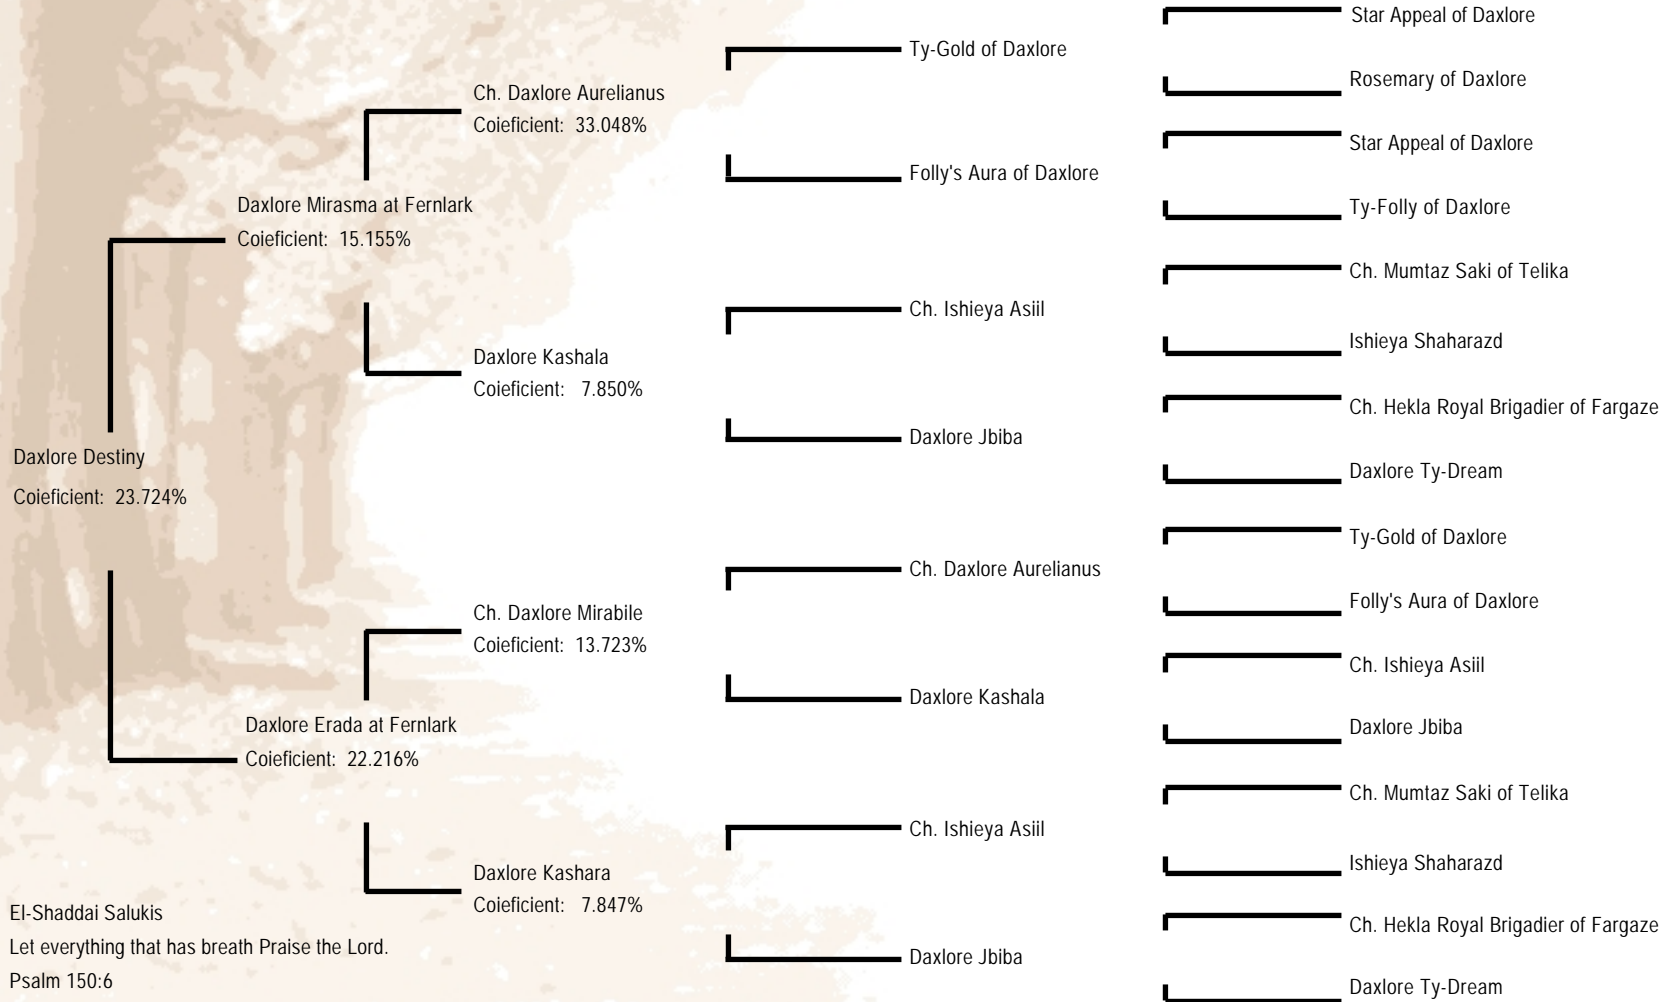 Daxlore Destiny
Coieficient: 23.724%
Daxlore Mirasma at Fernlark
Coieficient: 15.155%
Daxlore Erada at Fernlark
Coieficient: 22.216%
Ch. Daxlore Aurelianus
Coieficient: 33.048%
Daxlore Kashala
Coieficient: 7.850%
Ch. Daxlore Mirabile
Coieficient: 13.723%
Daxlore Kashara
Coieficient: 7.847%
Ty-Gold of Daxlore
Folly's Aura of Daxlore
Ch. Ishieya Asiil
Daxlore Jbiba
Ch. Daxlore Aurelianus
Daxlore Kashala
Ch. Ishieya Asiil
Daxlore Jbiba
Star Appeal of Daxlore
Rosemary of Daxlore
Star Appeal of Daxlore
Ty-Folly of Daxlore
Ch. Mumtaz Saki of Telika
Ishieya Shaharazd
Ch. Hekla Royal Brigadier of Fargaze
Daxlore Ty-Dream
Ty-Gold of Daxlore
Folly's Aura of Daxlore
Ch. Ishieya Asiil
Daxlore Jbiba
Ch. Mumtaz Saki of Telika
Ishieya Shaharazd
Ch. Hekla Royal Brigadier of Fargaze
Daxlore Ty-Dream
El-Shaddai Salukis
Let everything that has breath Praise the Lord.
Psalm 150:6